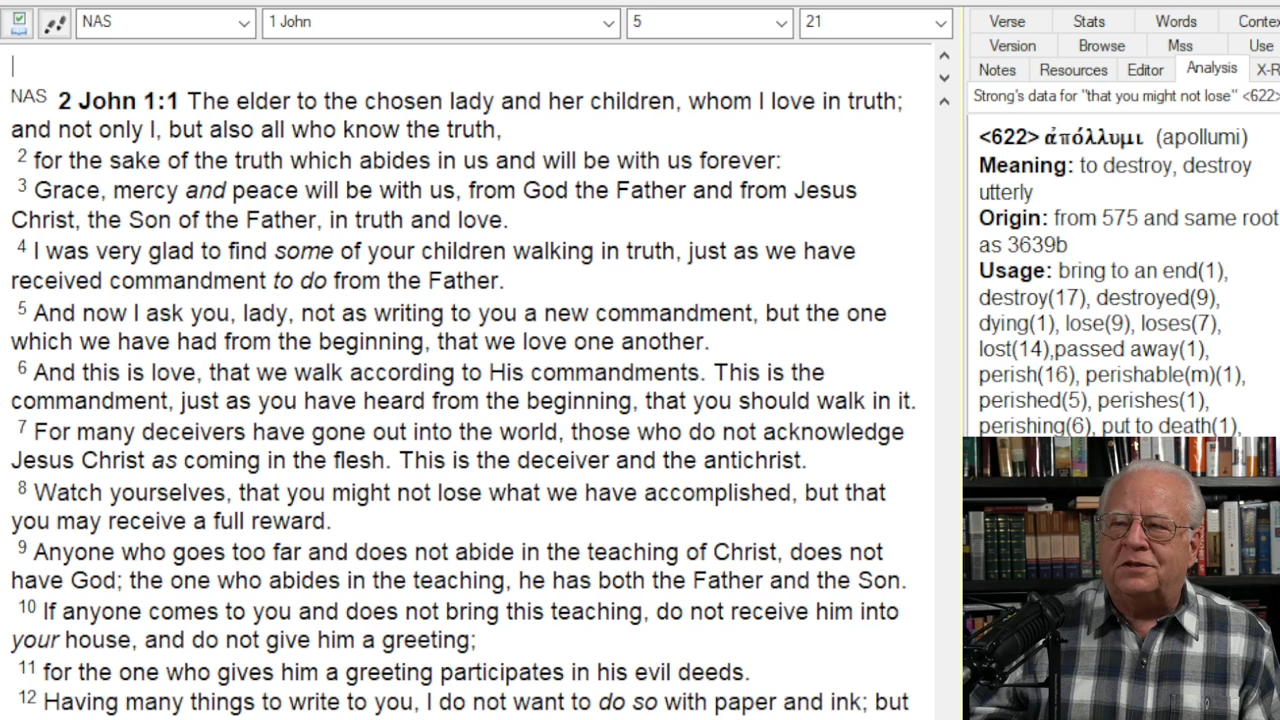 NAS 1 John 5 21
NAS 2 John 1:1 The elder to the chosen lady and her children, whom I love in truth;
and not only I, but also all who know the truth,
2 for the sake of the truth which abides in us and will be with us forever:
3 Grace, mercy and peace will be with us, from God the Father and from Jesus
Christ, the Son of the Father, in truth and love.
4 I was very glad to find some of your children walking in truth, just as we have
received commandment to do from the Father.
5 And now I ask you, lady, not as writing to you a new commandment, but the one
which we have had from the beginning, that we love one another.
6 And this is love, that we walk according to His commandments. This is the
commandment, just as you have heard from the beginning, that you should walk in it.
7 For many deceivers have gone out into the world, those who do not acknowledge
Jesus Christ as coming in the flesh. This is the deceiver and the antichrist.
8 Watch yourselves, that you might not lose what we have accomplished, but that
you may receive a full reward.
9 Anyone who goes too far and does not abide in the teaching of Christ, does not
have God; the one who abides in the teaching, he has both the Father and the Son.
10 If anyone comes to you and does not bring this teaching, do not receive him into
your house, and do not give him a greeting;
11 for the one who gives him a greeting participates in his evil deeds.
12 Having many things to write to you, I do not want to do so with paper and ink; but
Verse Stats Words Contex
Version Browse Mss Use
Notes Resources Editor Analysis X-R
Strong's data for "that you might not lose" <622>
<622> ἀπόλλυμι (apollumi)
Meaning: to destroy, destroy
utterly
Origin: from 575 and same root
as 3639b
Usage: bring to an end(1),
destroy(17), destroyed(9),
dying(1), lose(9), loses(7),
lost(14),passed away(1),
perish(16), perishable(m)(1),
perished(5), perishes(1),
perishing(6), put to death(1),